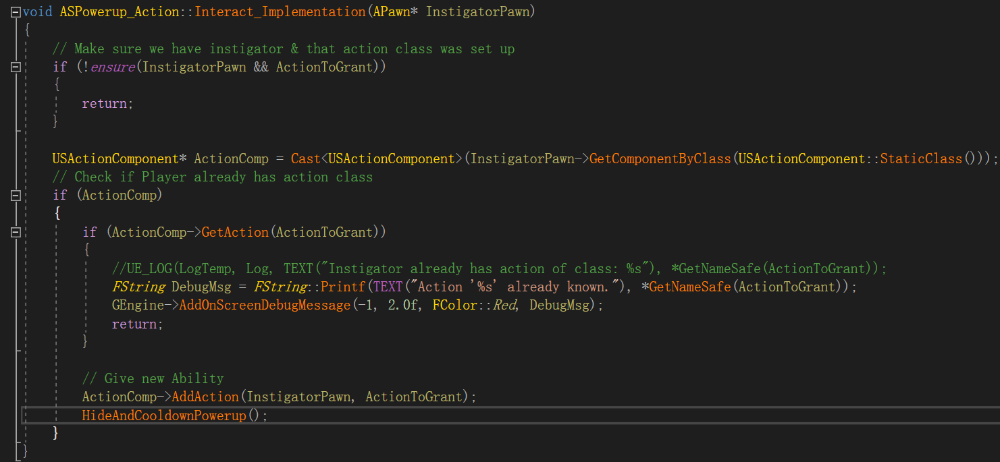 void ASPowerup_Action::Interact_Implementation(APawn* InstigatorPawn)
{
// Make sure we have instigator & that action class was set up
if (!ensure(InstigatorPawn && ActionToGrant))
{
return;
}
USActionComponent* ActionComp = Cast<USActionComponent>(InstigatorPawn->GetComponentByClass(USActionComponent::StaticClass()));
// Check if Player already has action class
if (ActionComp)
{
if (ActionComp->GetAction(ActionToGrant))
{
//UE_LOG(LogTemp, Log, TEXT("Instigator already has action of class: %s"), *GetNameSafe(ActionToGrant));
FString DebugMsg = FString::Printf(TEXT("Action '%s' already known."), *GetNameSafe(ActionToGrant));
GEngine->AddOnScreenDebugMessage(-1, 2.0f, FColor::Red, DebugMsg);
return;
}
// Give new Ability
ActionComp->AddAction(InstigatorPawn, ActionToGrant);
HideAndCooldownPowerup();
}
}